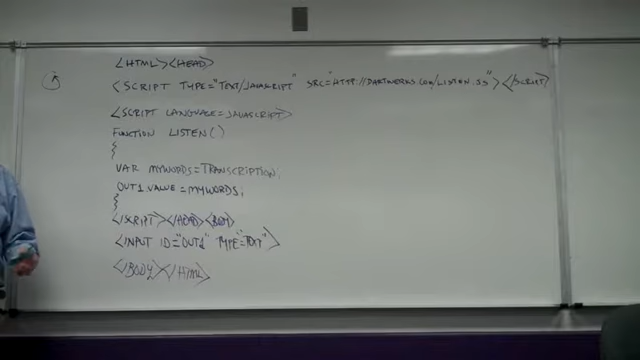 <HTML><HEAD>
<SCRIPT TYPE="TEXT/JAVASCRIPT" SRC="HTTP://DARTWERKS.COM/LISTEN.JS"></SCRIPT>
<SCRIPT LANGUAGE=JAVASCRIPT>
FUNCTION LISTEN()
{
VAR MYWORDS=TRANSCRIPTION;
OUT1.VALUE=MYWORDS;
}
</SCRIPT></HEAD><BODY>
<INPUT ID="OUT1" TYPE="TEXT">
</BODY></HTML>